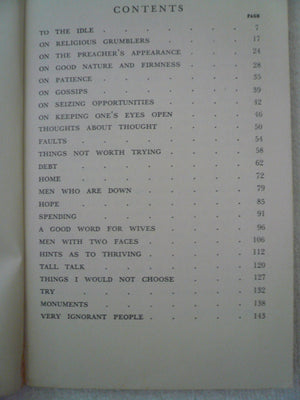 CONTENTS
PAGE
TO THE IDLE . . . . . . . 7
ON RELIGIOUS GRUMBLERS . . . . . 17
ON THE PREACHER'S APPEARANCE . . . . 24
ON GOOD NATURE AND FIRMNESS . . . . 28
ON PATIENCE . . . . . . . 35
ON GOSSIPS . . . . . . . 39
ON SEIZING OPPORTUNITIES . . . . . 42
ON KEEPING ONE'S EYES OPEN . . . . 46
THOUGHTS ABOUT THOUGHT . . . . . 50
FAULTS . . . . . . . . 54
THINGS NOT WORTH TRYING . . . . . 58
DEBT . . . . . . . . 62
HOME . . . . . . . . 72
MEN WHO ARE DOWN . . . . . . 79
HOPE . . . . . . . . 85
SPENDING . . . . . . . 91
A GOOD WORD FOR WIVES . . . . . 96
MEN WITH TWO FACES . . . . . 106
HINTS AS TO THRIVING . . . . . 112
TALL TALK . . . . . . . 120
THINGS I WOULD NOT CHOOSE . . . . 127
TRY . . . . . . . . 132
MONUMENTS . . . . . . . 138
VERY IGNORANT PEOPLE . . . . . 143